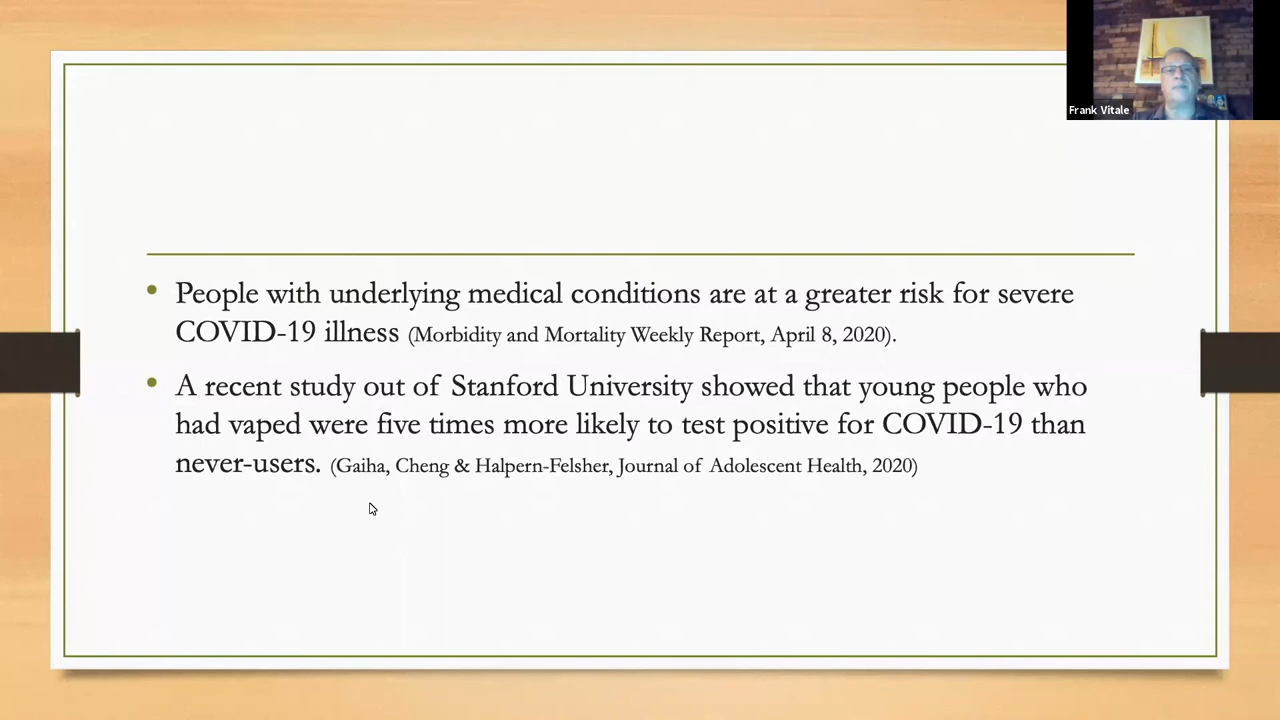 Frank Vitale
• People with underlying medical conditions are at a greater risk for severe
COVID-19 illness (Morbidity and Mortality Weekly Report, April 8, 2020).
• A recent study out of Stanford University showed that young people who
had vaped were five times more likely to test positive for COVID-19 than
never-users. (Gaiha, Cheng & Halpern-Felsher, Journal of Adolescent Health, 2020)